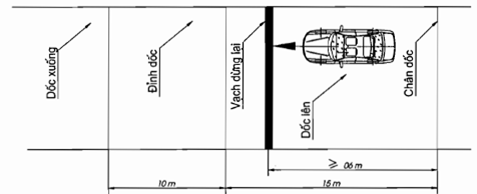 Dốc xuống
Đỉnh dốc
Vạch dừng lại
Dốc lên
Chân dốc
≥ 06 m
10 m
15 m